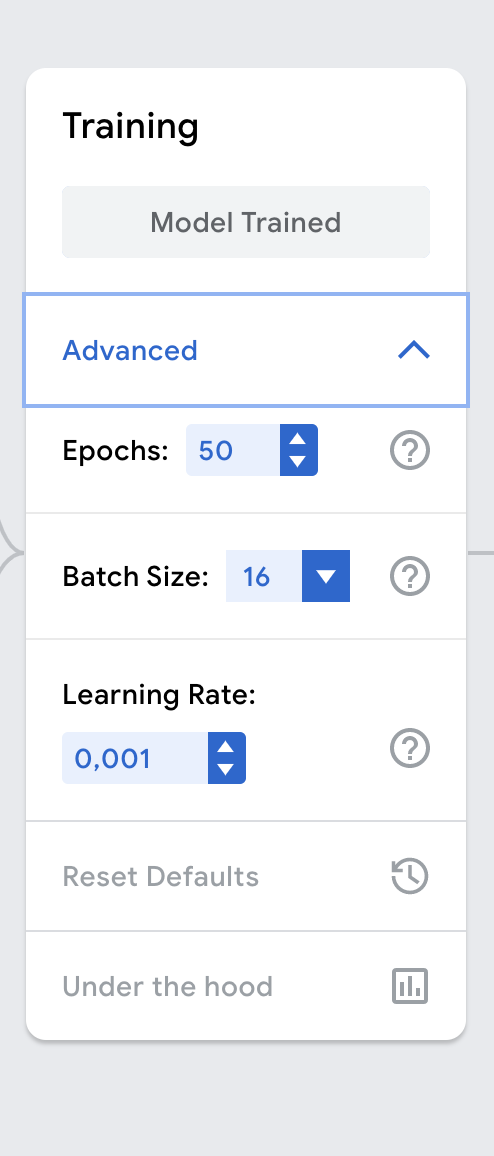 Training
Model Trained
Advanced
Epochs: 50
Batch Size: 16
Learning Rate:
0,001
Reset Defaults
Under the hood